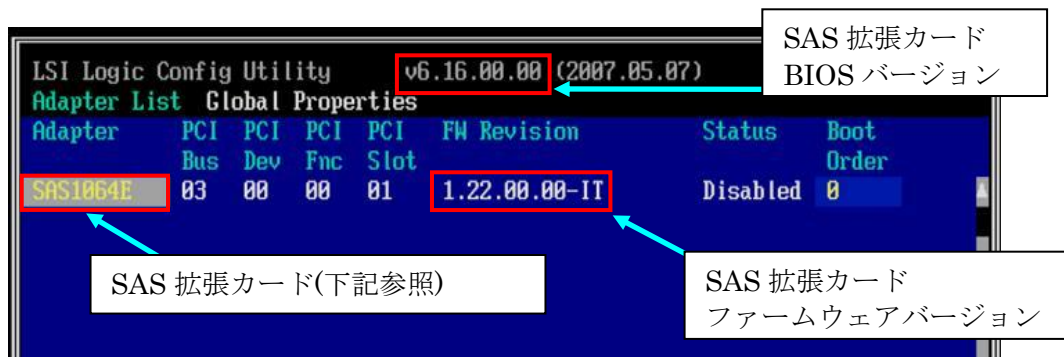 SAS 拡張カード
BIOS バージョン
LSI Logic Config Utility v6.16.00.00 (2007.05.07)
Adapter List Global Properties
Adapter PCI PCI PCI PCI FW Revision Status Boot
Bus Dev Fnc Slot Order
SAS1064E 03 00 00 01 1.22.00.00-IT Disabled 0
SAS 拡張カード(下記参照)
SAS 拡張カード
ファームウェアバージョン